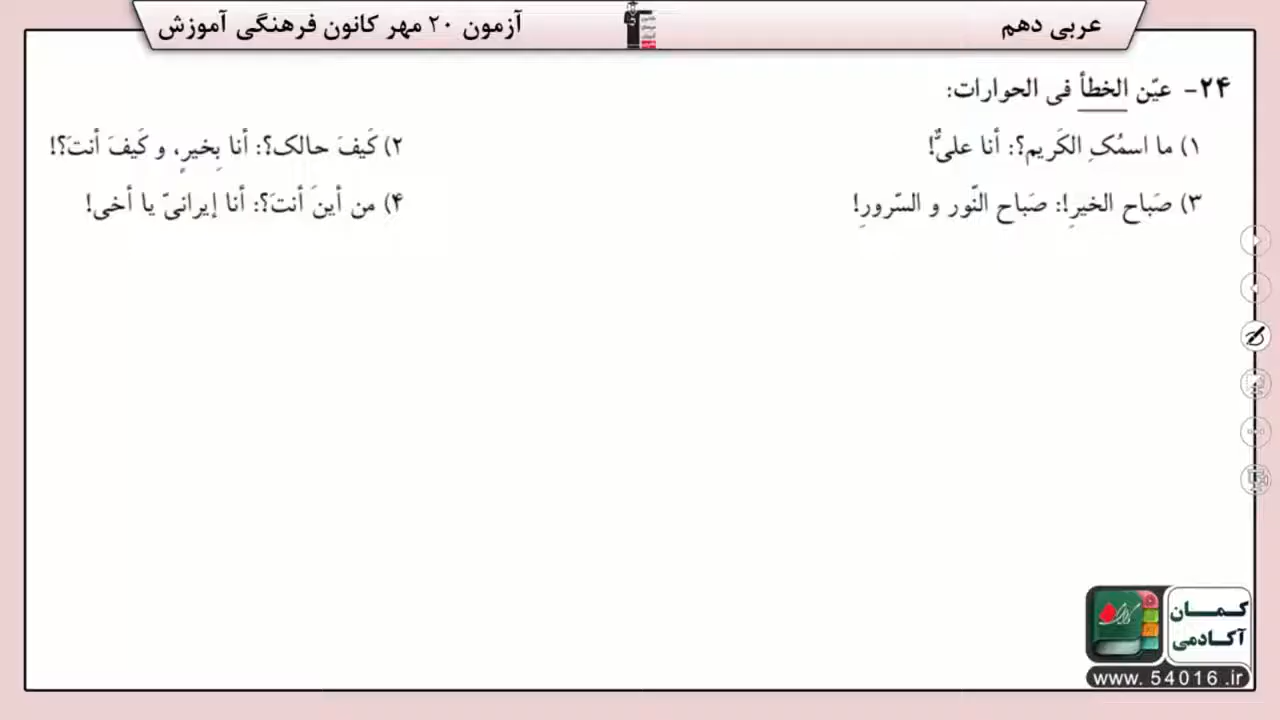 عربی دهم
آزمون ۲۰ مهر کانون فرهنگی آموزش
۲۴- عیّن الخطأ فی الحوارات:
۱) ما اسمُکِ الکَریم؟: أنا علیٌّ!
۲) کَیفَ حالک؟: أنا بِخیرٍ، و کَیفَ أنتَ؟!
۳) صَباح الخیرِ!: صَباح النّور و السّرورِ!
۴) من أینَ أنتَ؟: أنا إیرانیّ یا أخی!
کمان
آکادمی
www. 54016 .ir